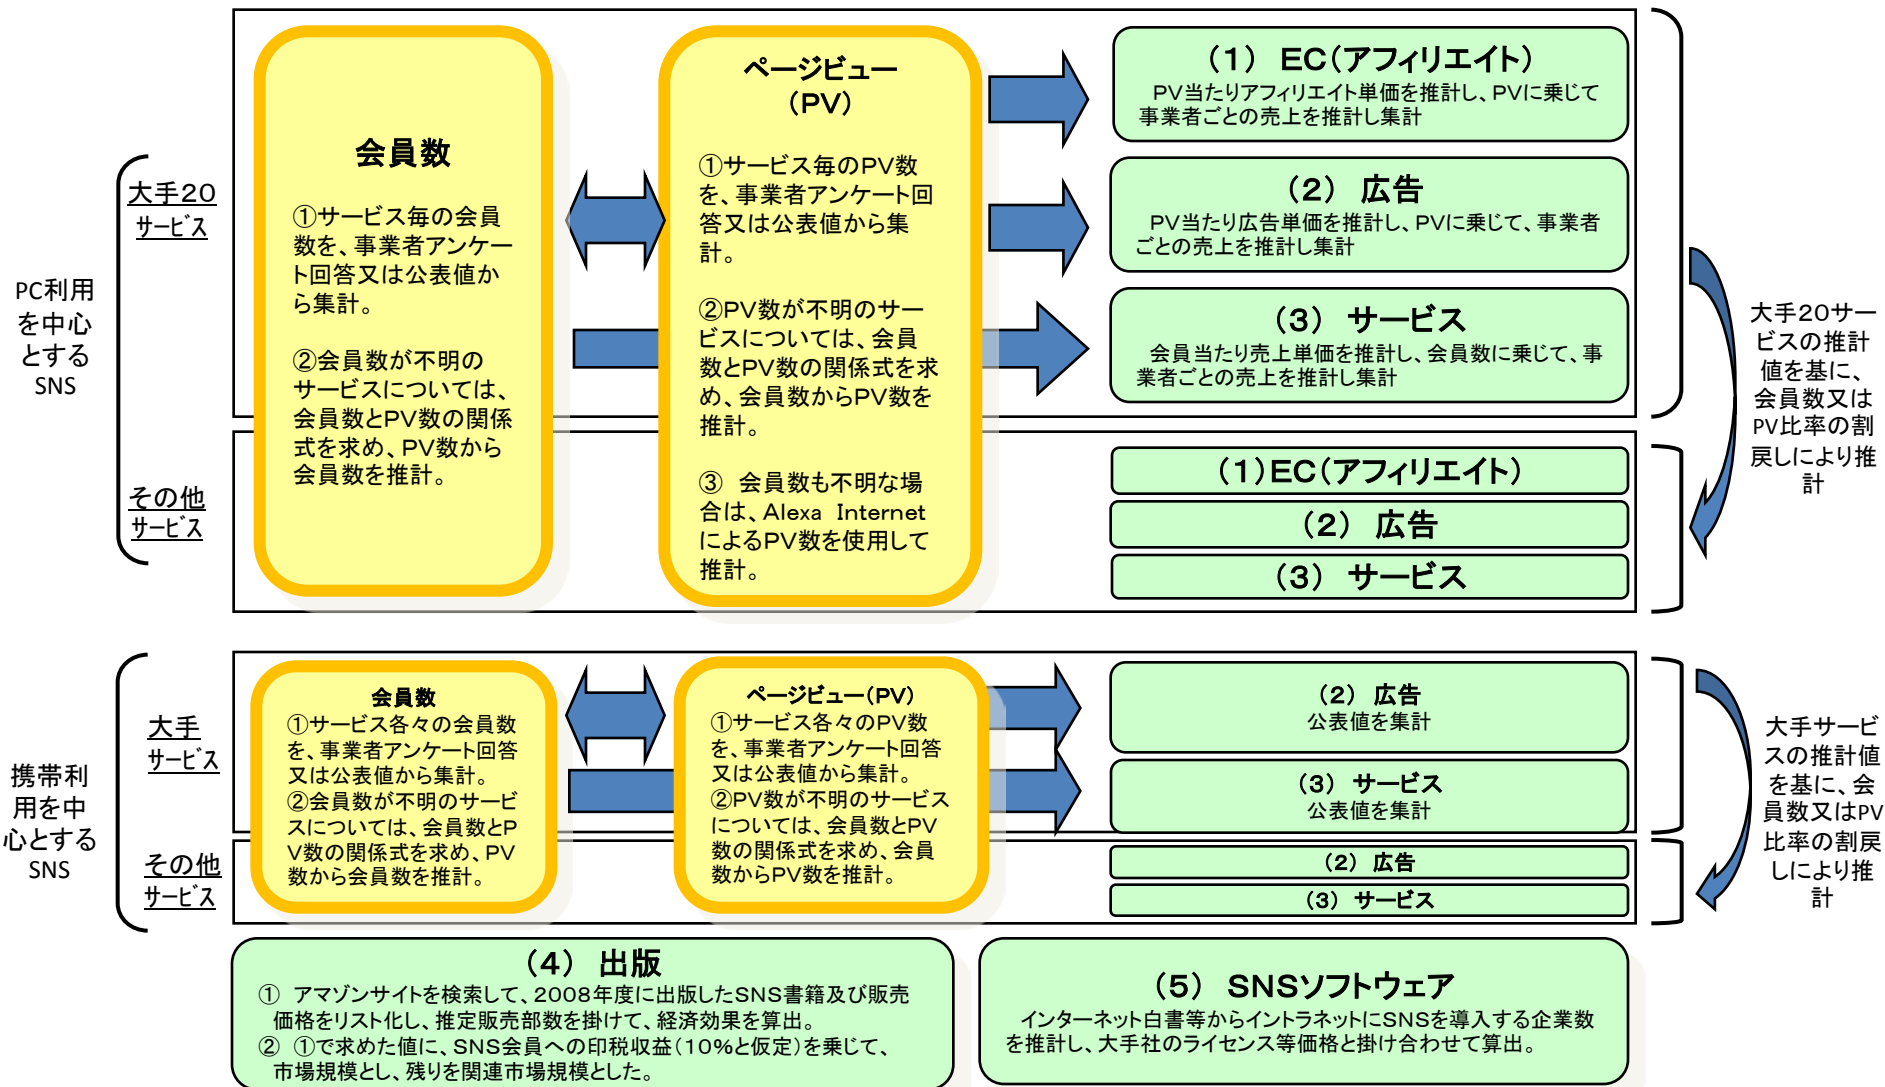 PC利用
を中心
とする
SNS
大手20
サービス
その他
サービス
会員数
①サービス毎の会員
数を、事業者アンケー
ト回答又は公表値か
ら集計。
②会員数が不明の
サービスについては、
会員数とPV数の関係
式を求め、PV数から
会員数を推計。
ページビュー
(PV)
①サービス毎のPV数
を、事業者アンケート回
答又は公表値から集
計。
②PV数が不明のサー
ビスについては、会員
数とPV数の関係式を求
め、会員数からPV数を
推計。
③ 会員数も不明な場
合は、Alexa Internet
によるPV数を使用して
推計。
(1) EC(アフィリエイト)
PV当たりアフィリエイト単価を推計し、PVに乗じて
事業者ごとの売上を推計し集計
(2) 広告
PV当たり広告単価を推計し、PVに乗じて、事業者
ごとの売上を推計し集計
(3) サービス
会員当たり売上単価を推計し、会員数に乗じて、事
業者ごとの売上を推計し集計
(1)EC(アフィリエイト)
(2) 広告
(3) サービス
大手20サー
ビスの推計
値を基に、
会員数又は
PV比率の割
戻しにより推
計
携帯利
用を中
心とする
SNS
大手
サービス
その他
サービス
会員数
①サービス各々の会員数
を、事業者アンケート回答
又は公表値から集計。
②会員数が不明のサービ
スについては、会員数とP
V数の関係式を求め、PV
数から会員数を推計。
ページビュー(PV)
①サービス各々のPV数
を、事業者アンケート回答
又は公表値から集計。
②PV数が不明のサービス
については、会員数とPV
数の関係式を求め、会員
数からPV数を推計。
(2) 広告
公表値を集計
(3) サービス
公表値を集計
(2) 広告
(3) サービス
大手サービ
スの推計値
を基に、会
員数又はPV
比率の割戻
しにより推
計
(4) 出版
① アマゾンサイトを検索して、2008年度に出版したSNS書籍及び販売
価格をリスト化し、推定販売部数を掛けて、経済効果を算出。
② ①で求めた値に、SNS会員への印税収益(10%と仮定)を乗じて、
市場規模とし、残りを関連市場規模とした。
(5) SNSソフトウェア
インターネット白書等からイントラネットにSNSを導入する企業数
を推計し、大手社のライセンス等価格と掛け合わせて算出。